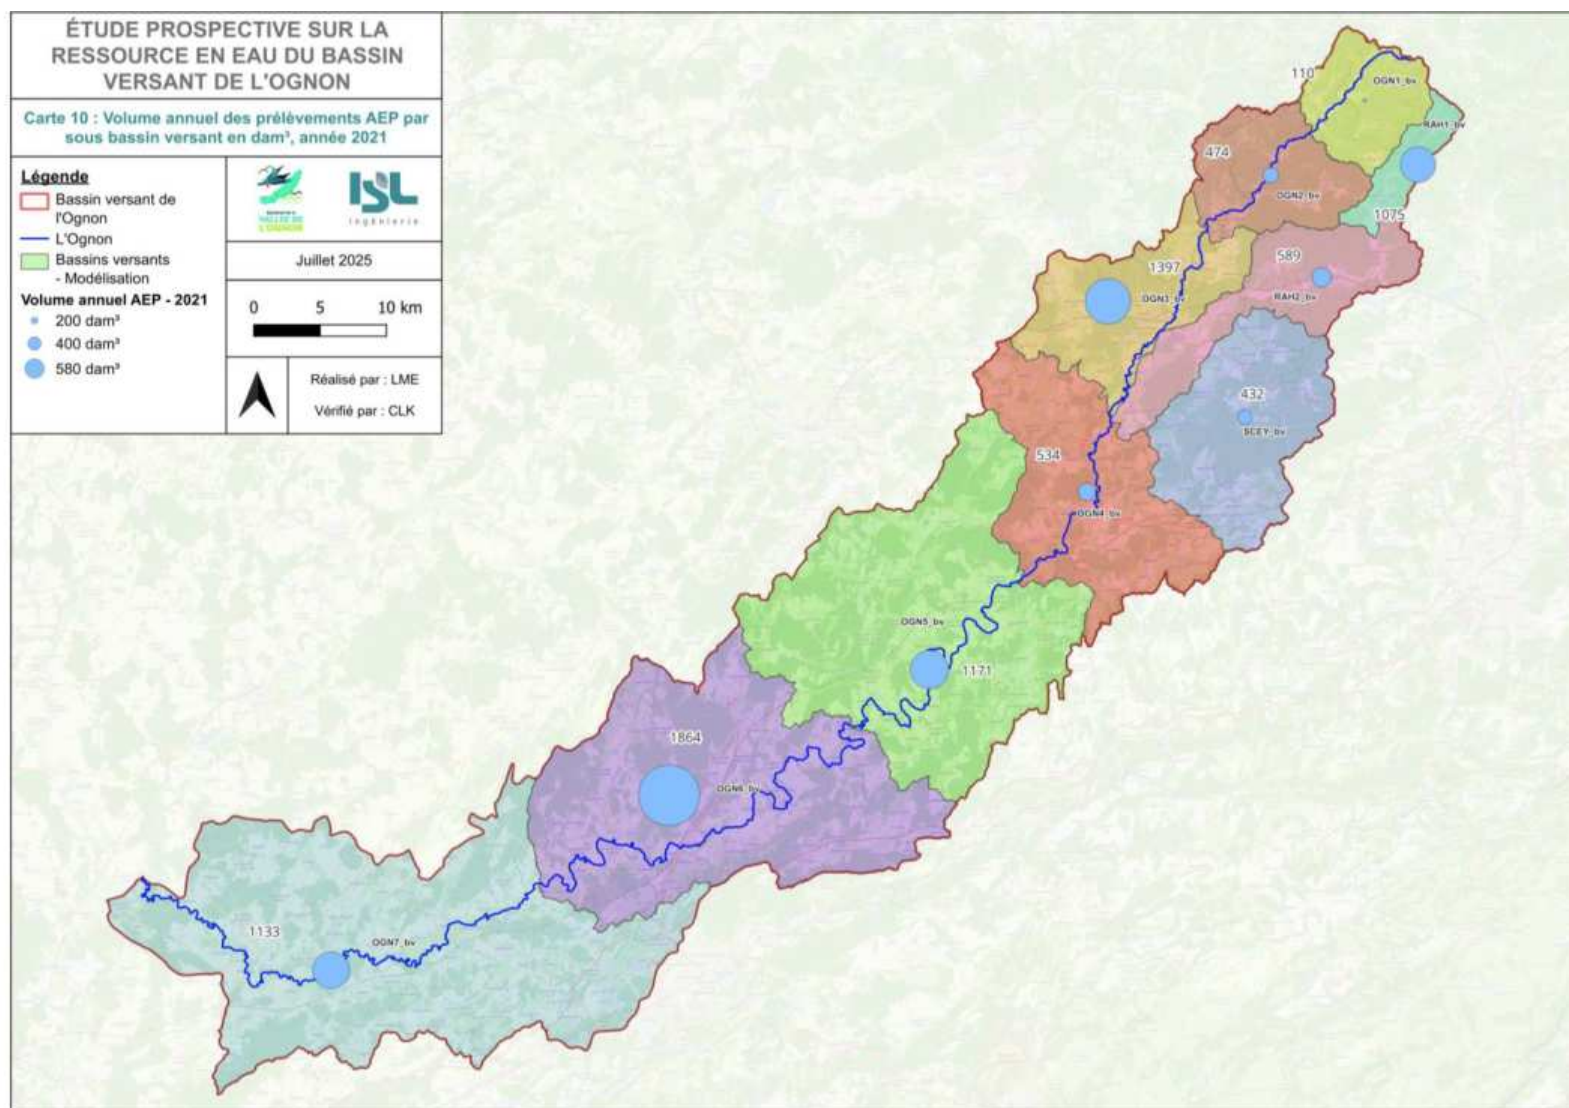 ÉTUDE PROSPECTIVE SUR LA
RESSOURCE EN EAU DU BASSIN
VERSANT DE L'OGNON
Carte 10 : Volume annuel des prélèvements AEP par
sous bassin versant en dam³, année 2021
Légende
Bassin versant de
l'Ognon
L'Ognon
Bassins versants
- Modélisation
Volume annuel AEP - 2021
200 dam³
400 dam³
580 dam³
VALLÉE DE
L'OGNON
ISL
Ingénierie
Juillet 2025
0 5 10 km
Réalisé par : LME
Vérifié par : CLK
110
OGN1_bv
RAH1_bv
474
OGN2_bv
1075
1397
OGN3_bv
589
RAH2_bv
432
SCEY_bv
534
OGN4_bv
OGN5_bv
1171
1864
OGN6_bv
1133
OGN7_bv